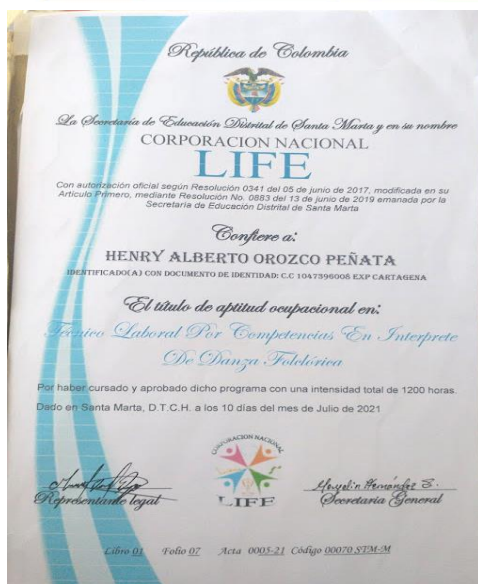 República de Colombia
La Secretaría de Educación Distrital de Santa Marta y en su nombre
CORPORACION NACIONAL
LIFE
Con autorización oficial según Resolución 0341 del 05 de junio de 2017, modificada en su
Artículo Primero, mediante Resolución No. 0883 del 13 de junio de 2019 emanada por la
Secretaría de Educación Distrital de Santa Marta
Confiere a:
HENRY ALBERTO OROZCO PEÑATA
IDENTIFICADO(A) CON DOCUMENTO DE IDENTIDAD: C.C 1047396008 EXP CARTAGENA
El título de aptitud ocupacional en:
Técnico Laboral Por Competencias En Interprete
De Danza Folclórica
Por haber cursado y aprobado dicho programa con una intensidad total de 1200 horas.
Dado en Santa Marta, D.T.C.H. a los 10 días del mes de Julio de 2021
CORPORACION NACIONAL
LIFE
Representante legal
Secretaria General
Libro 01 Folio 07 Acta 0005-21 Código 00070 STM-M